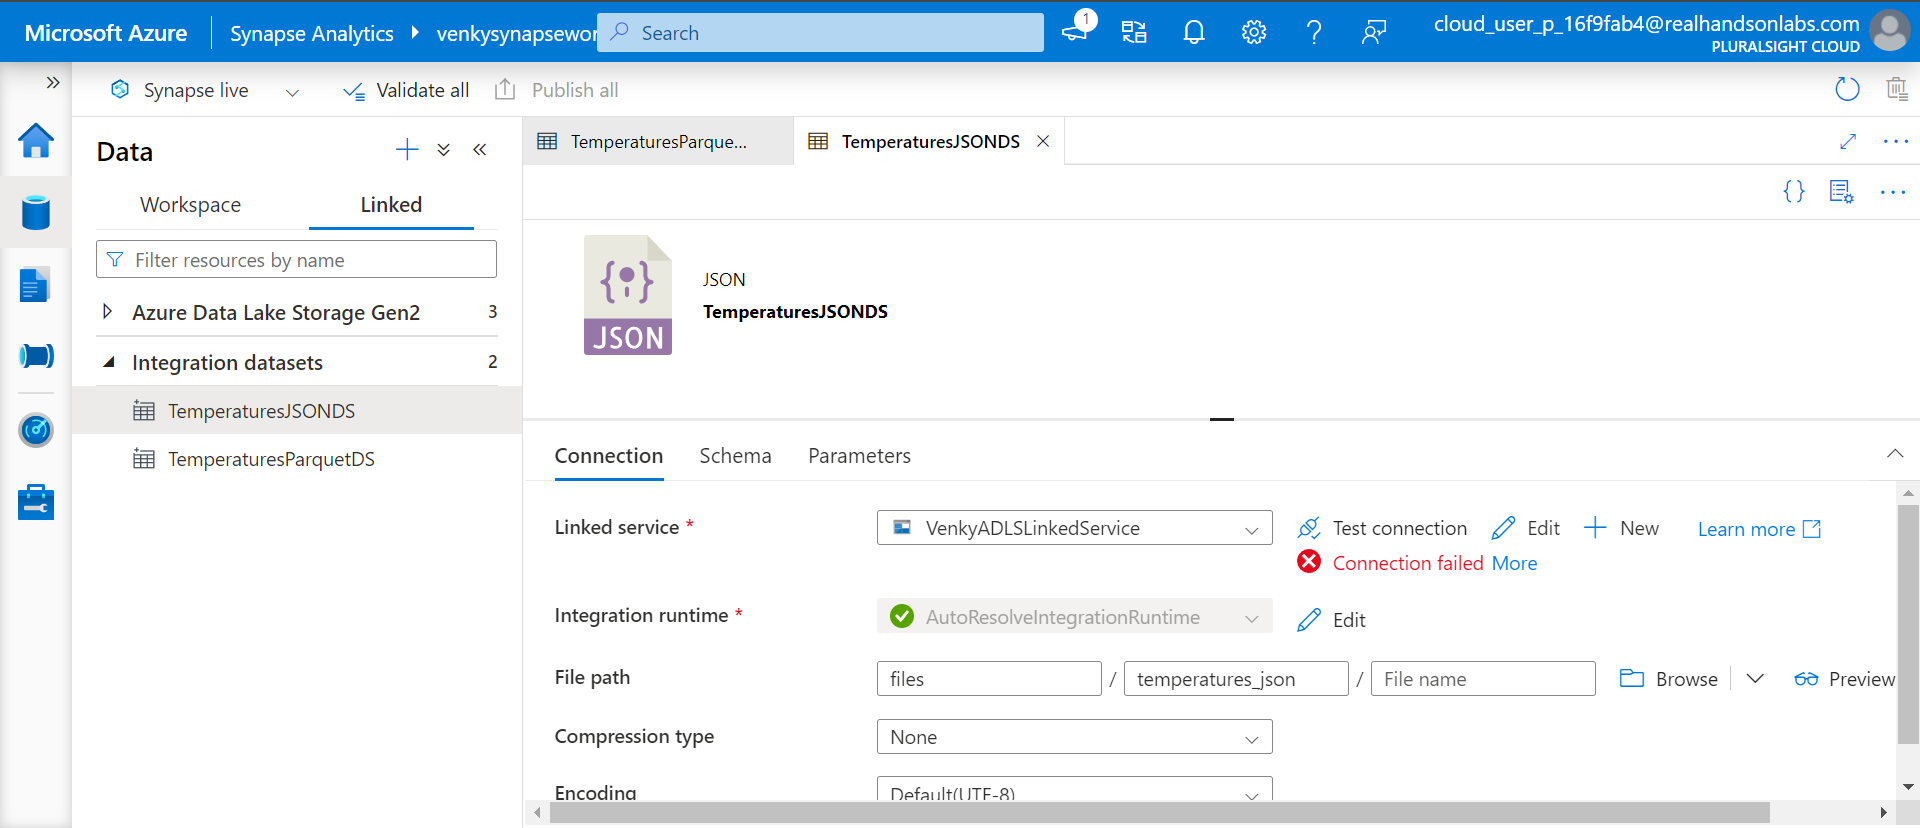 Microsoft Azure
Synapse Analytics
venkysynapsewor
Search
1
cloud_user_p_16f9fab4@realhandsonlabs.com
PLURALSIGHT CLOUD
Synapse live
Validate all
Publish all
Data
Workspace
Linked
Filter resources by name
Azure Data Lake Storage Gen2 3
Integration datasets 2
TemperaturesJSONDS
TemperaturesParquetDS
TemperaturesParque...
TemperaturesJSONDS
JSON
JSON
TemperaturesJSONDS
Connection Schema Parameters
Linked service * VenkyADLSLinkedService Test connection Edit New Learn more
Connection failed More
Integration runtime * AutoResolveIntegrationRuntime Edit
File path files / temperatures_json / File name Browse Preview
Compression type None
Encoding Default(UTF-8)